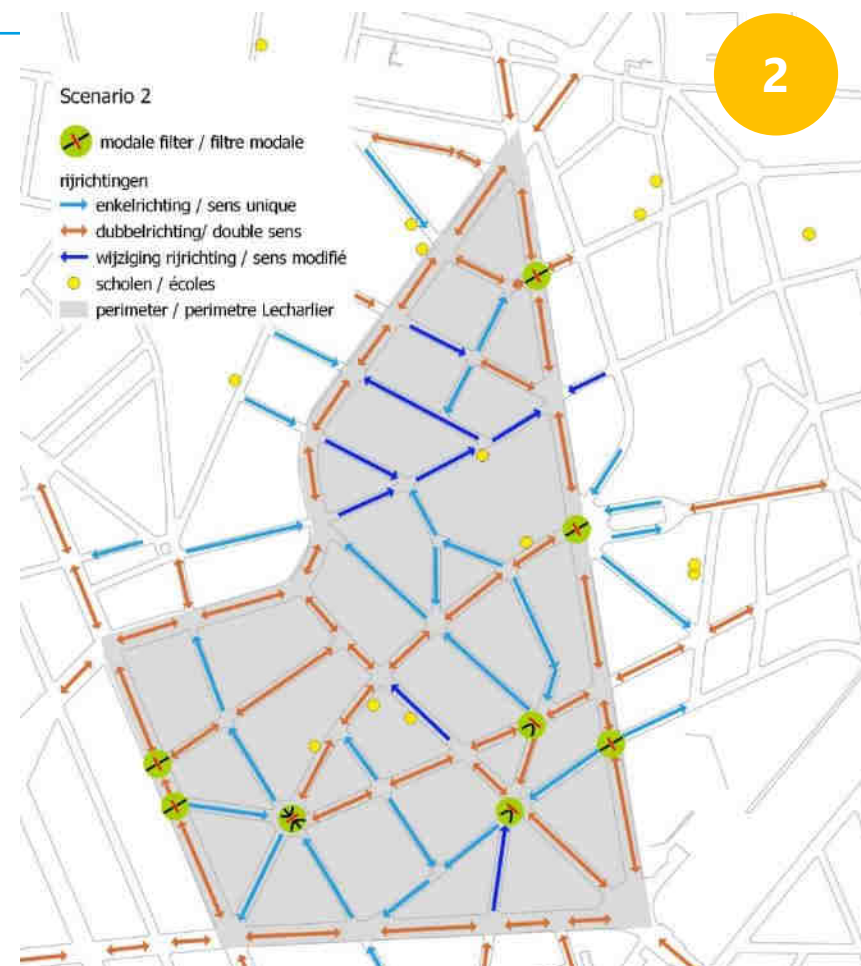 2
Scenario 2
modale filter / filtre modale
rijrichtingen
enkelrichting / sens unique
dubbelrichting/ double sens
wijziging rijrichting / sens modifié
scholen / écoles
perimeter / perimetre Lecharlier